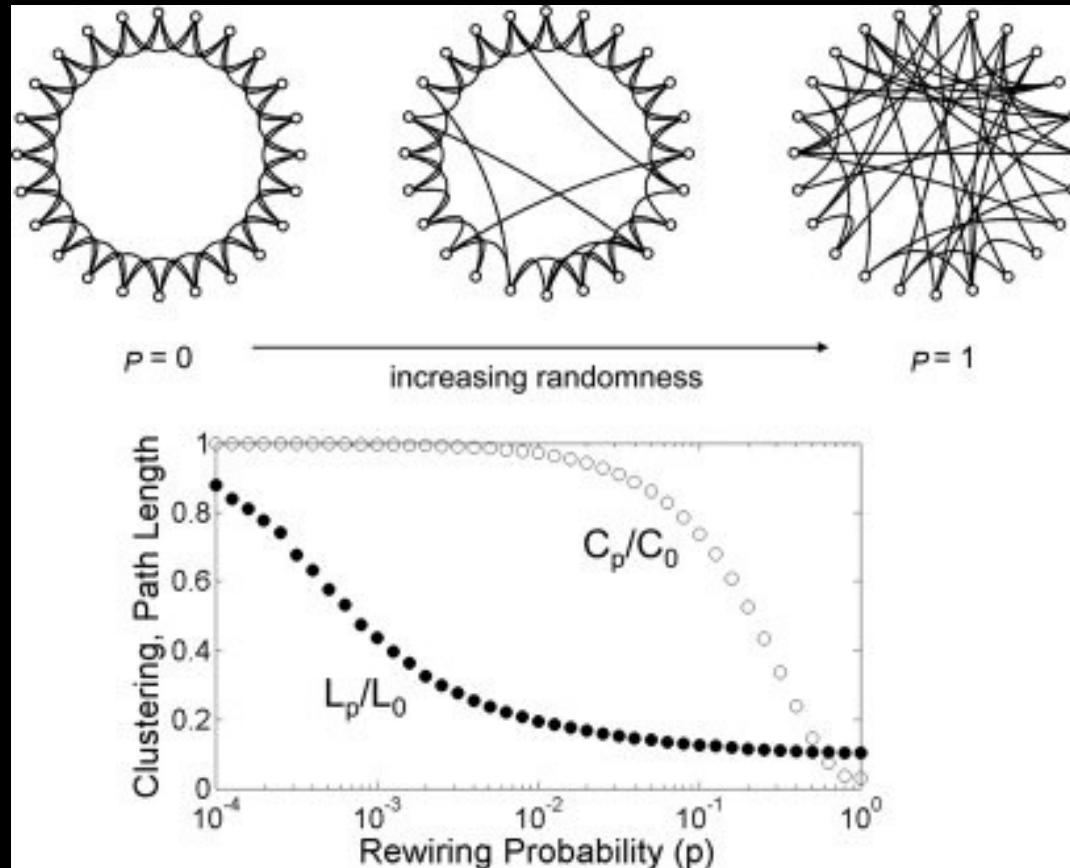 P = 0
increasing randomness
P = 1
Clustering, Path Length
1
0.8
0.6
0.4
0.2
0
C_p/C_0
L_p/L_0
10^-4
10^-3
10^-2
10^-1
10^0
Rewiring Probability (p)